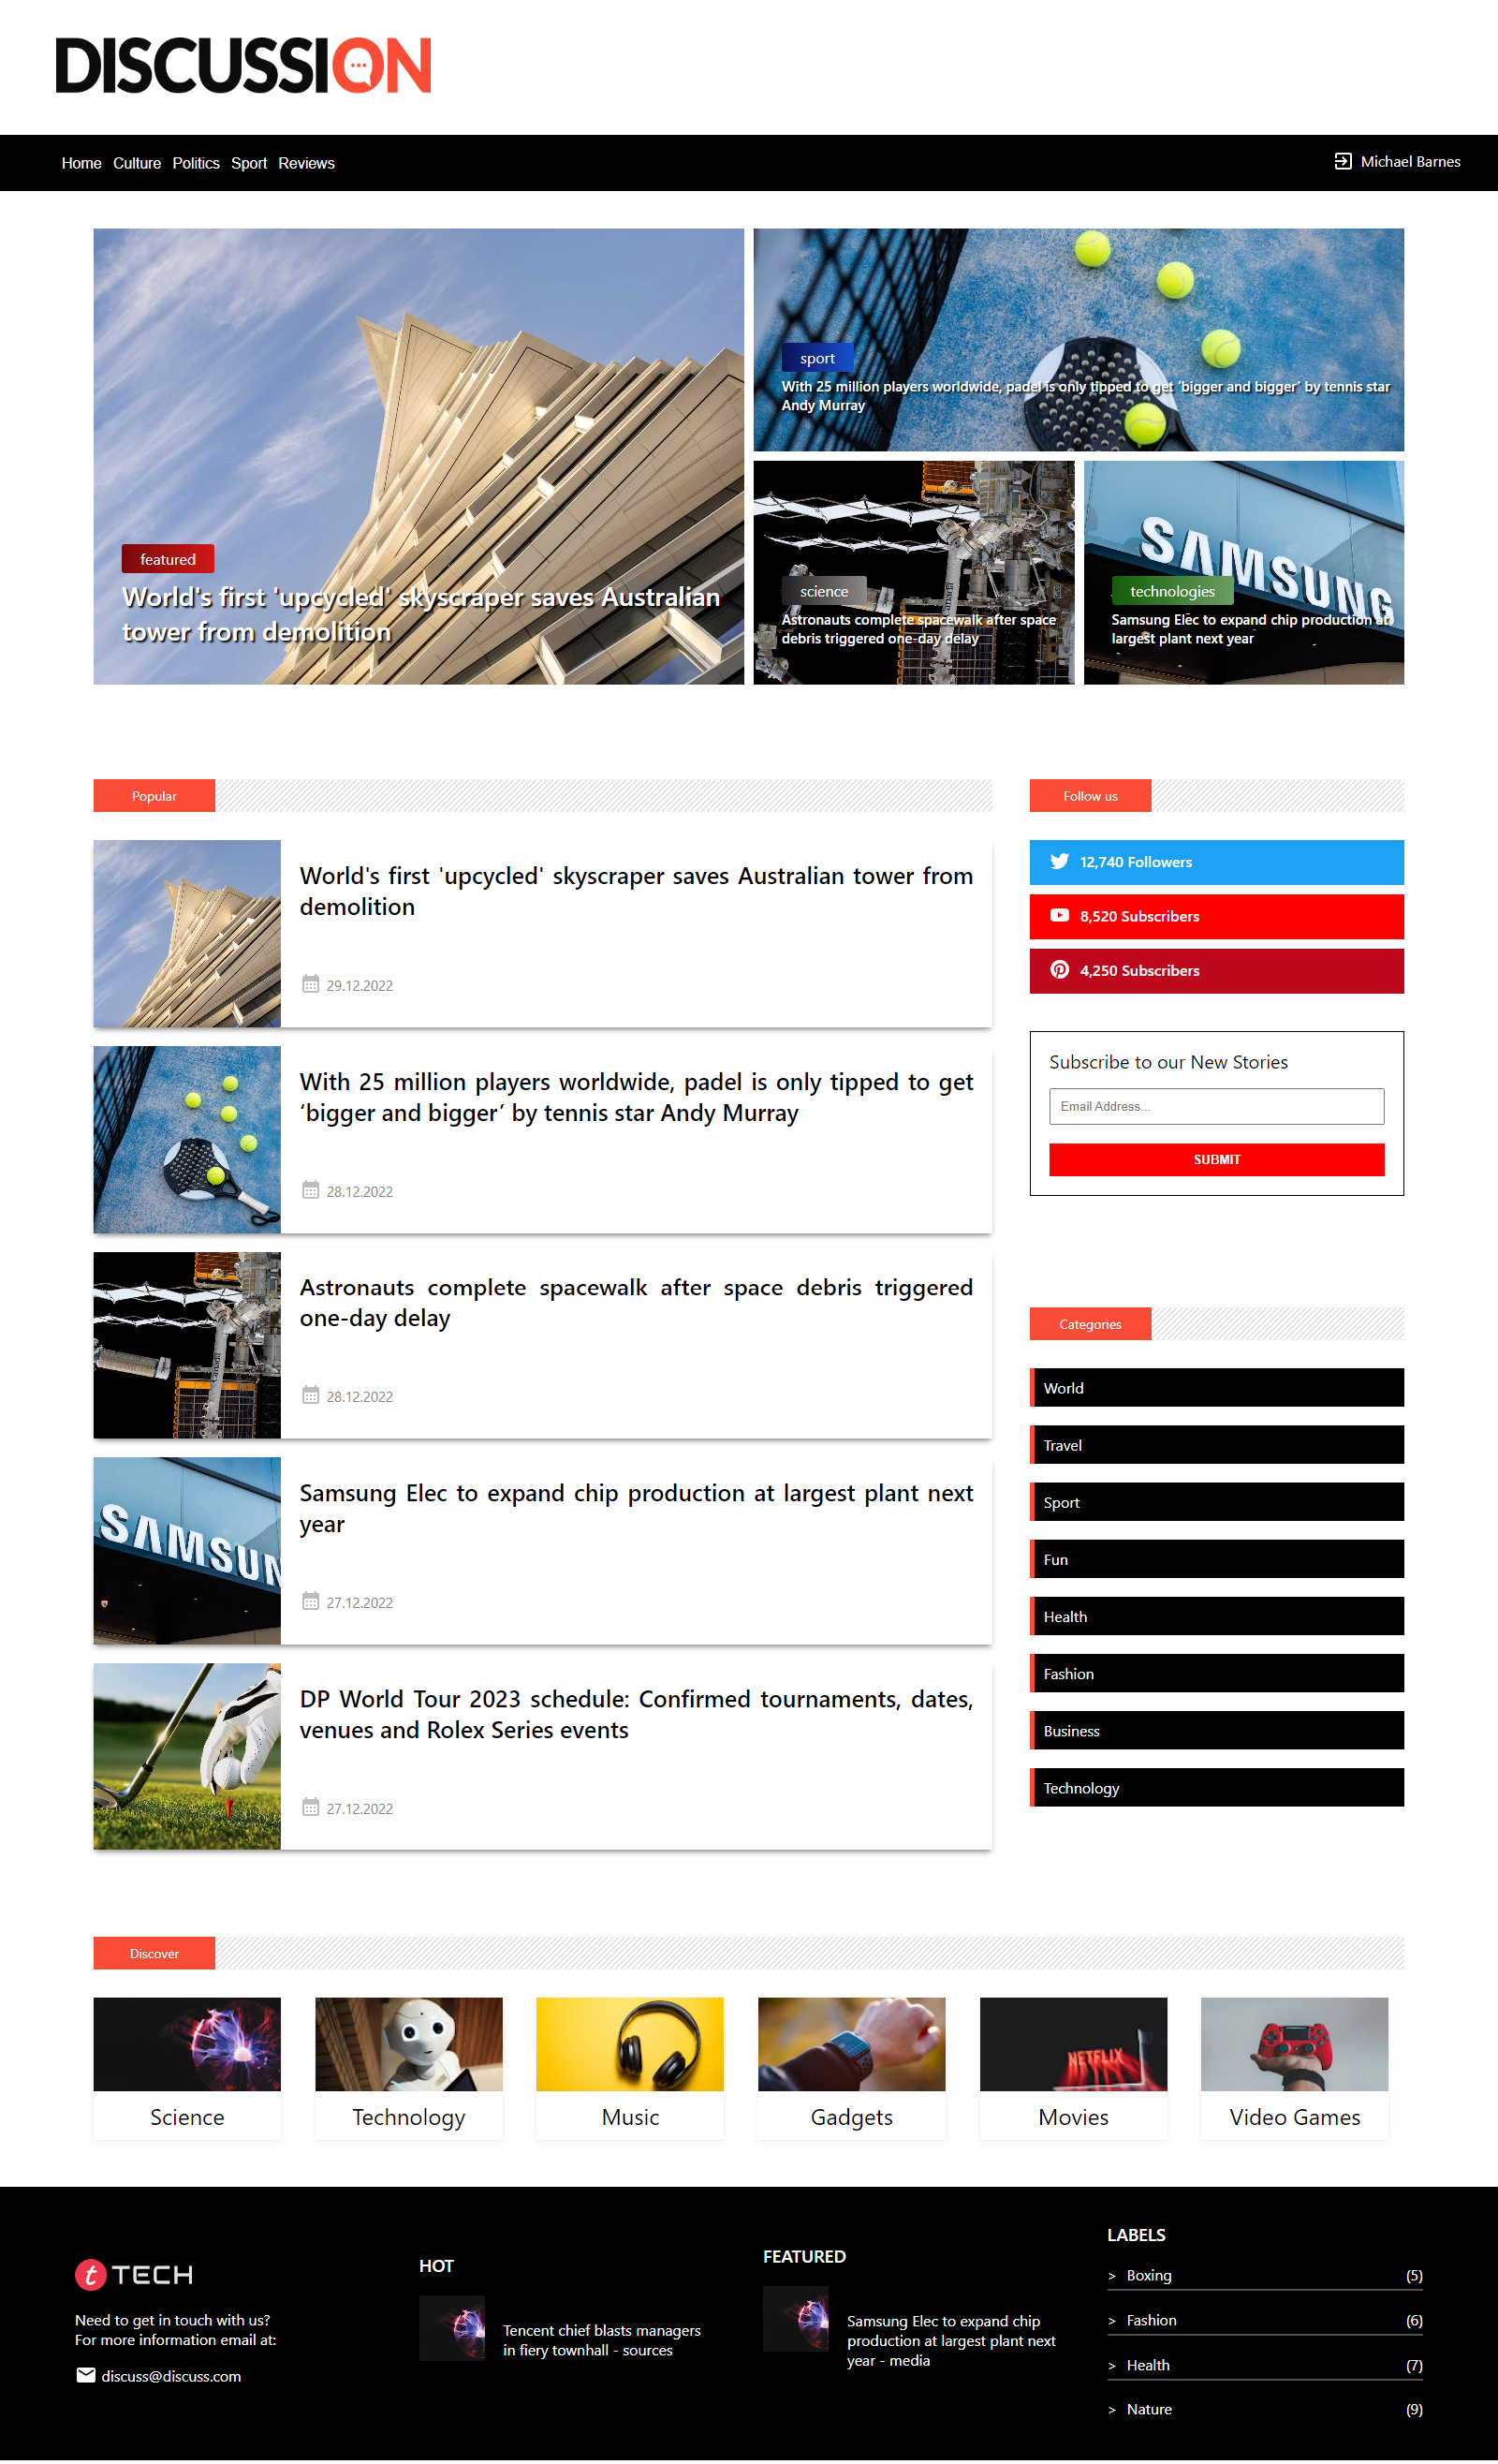 DISCUSSION
Home Culture Politics Sport Reviews
Michael Barnes
featured
World's first 'upcycled' skyscraper saves Australian
tower from demolition
sport
With 25 million players worldwide, padel is only tipped to get ‘bigger and bigger’ by tennis star
Andy Murray
science
Astronauts complete spacewalk after space
debris triggered one-day delay
SAMSUNG
technologies
Samsung Elec to expand chip production at
largest plant next year
Popular
World's first 'upcycled' skyscraper saves Australian tower from
demolition
29.12.2022
With 25 million players worldwide, padel is only tipped to get
‘bigger and bigger’ by tennis star Andy Murray
28.12.2022
Canada
Astronauts complete spacewalk after space debris triggered
one-day delay
28.12.2022
SAMSUN
Samsung Elec to expand chip production at largest plant next
year
27.12.2022
DP World Tour 2023 schedule: Confirmed tournaments, dates,
venues and Rolex Series events
27.12.2022
Follow us
12,740 Followers
8,520 Subscribers
4,250 Subscribers
Subscribe to our New Stories
Email Address...
SUBMIT
Categories
World
Travel
Sport
Fun
Health
Fashion
Business
Technology
Discover
NETFLIX
Science
Technology
Music
Gadgets
Movies
Video Games
t TECH
Need to get in touch with us?
For more information email at:
discuss@discuss.com
HOT
Tencent chief blasts managers
in fiery townhall - sources
FEATURED
Samsung Elec to expand chip
production at largest plant next
year - media
LABELS
> Boxing (5)
> Fashion (6)
> Health (7)
> Nature (9)